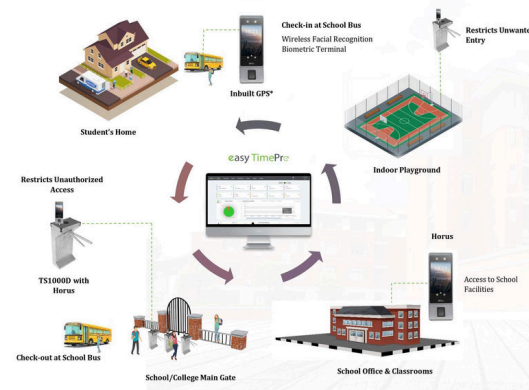 Check-in at School Bus
Wireless Facial Recognition
Biometric Terminal
Inbuilt GPS*
Student's Home
Restricts Unwante
Entry
Indoor Playground
easy TimePro
Restricts Unauthorized
Access
TS1000D with
Horus
Check-out at School Bus
School/College Main Gate
Horus
Access to School
Facilities
School Office & Classrooms